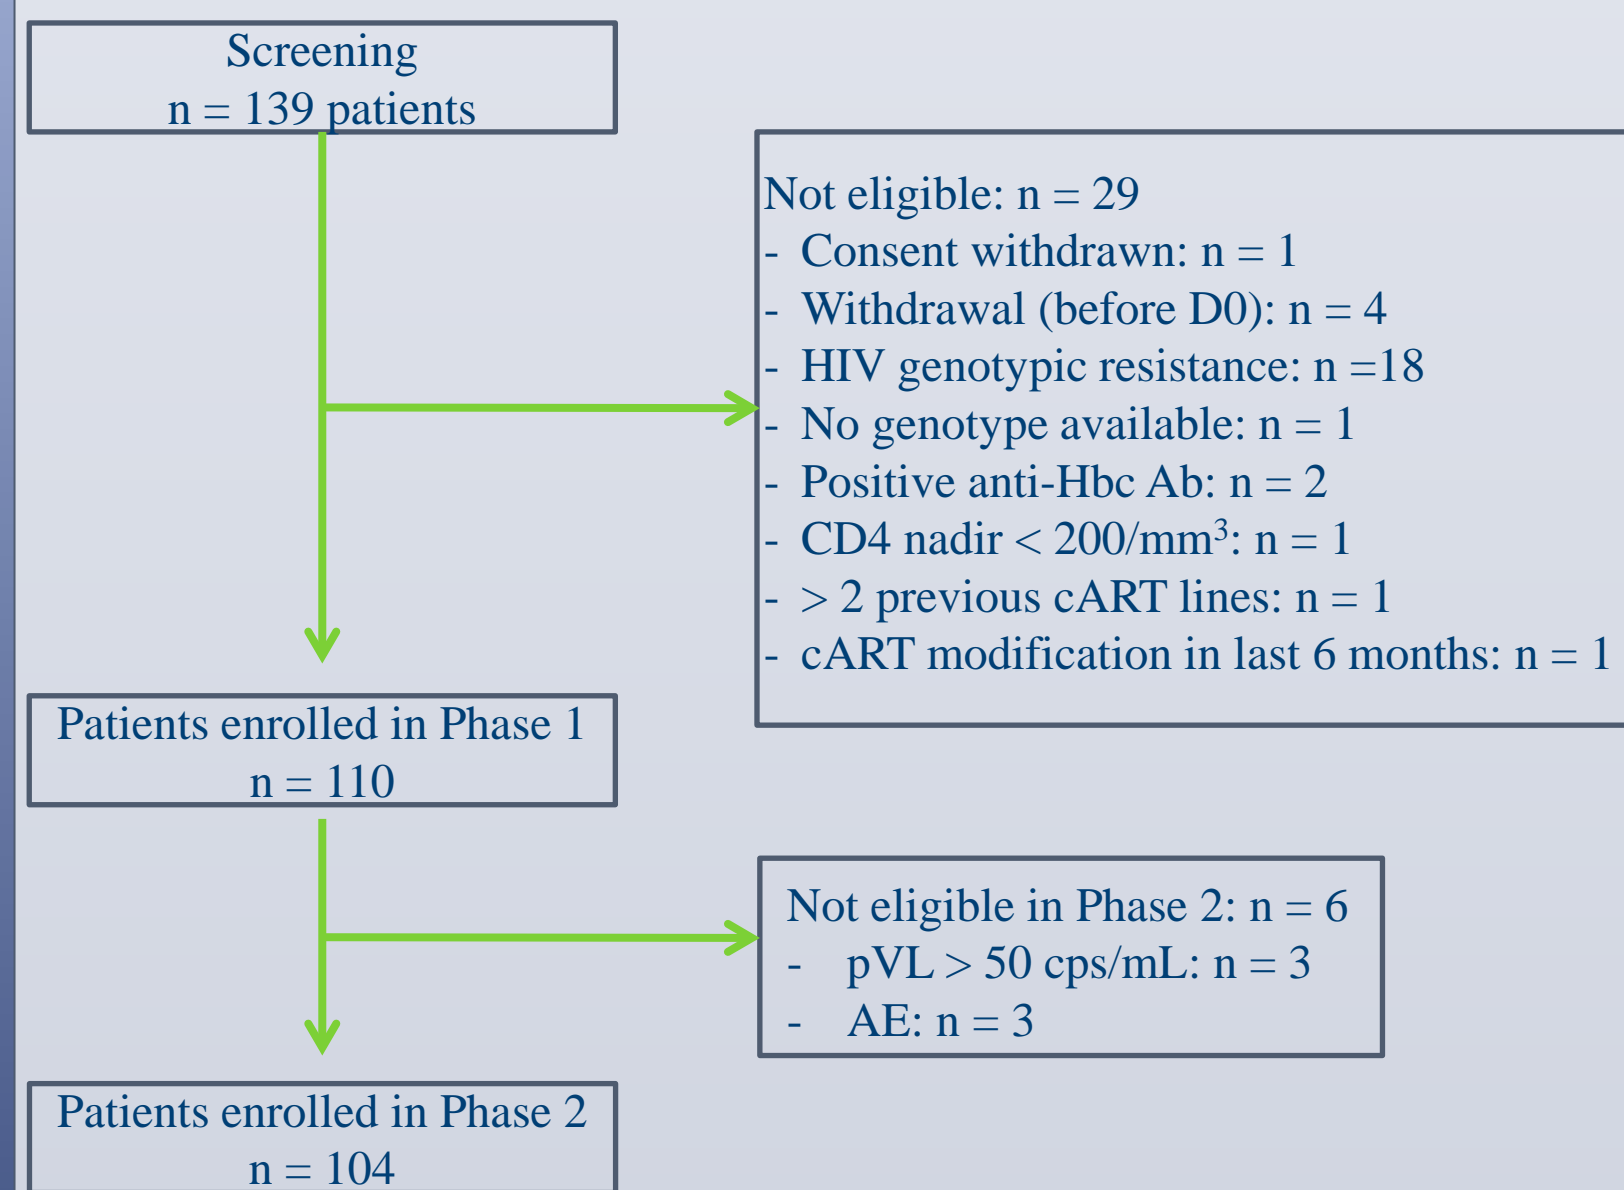 Screening
n = 139 patients
Not eligible: n = 29
- Consent withdrawn: n = 1
- Withdrawal (before D0): n = 4
- HIV genotypic resistance: n =18
- No genotype available: n = 1
- Positive anti-Hbc Ab: n = 2
- CD4 nadir < 200/mm³: n = 1
- > 2 previous cART lines: n = 1
- cART modification in last 6 months: n = 1
Patients enrolled in Phase 1
n = 110
Not eligible in Phase 2: n = 6
- pVL > 50 cps/mL: n = 3
- AE: n = 3
Patients enrolled in Phase 2
n = 104